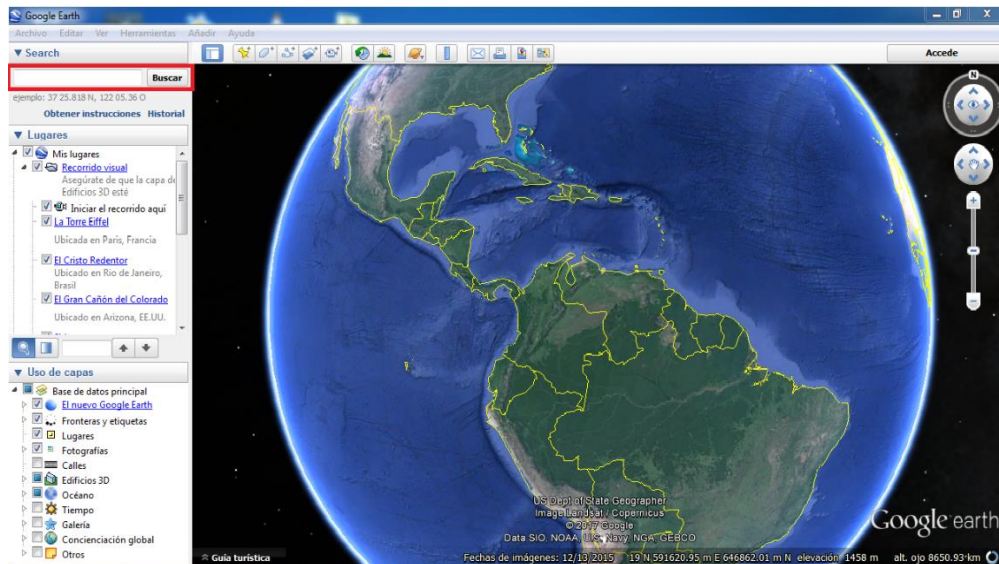 Google Earth
Archivo Editar Ver Herramientas Añadir Ayuda
Search
Buscar
ejemplo: 37 25.818 N, 122 05.36 O
Obtener instrucciones Historial
Lugares
Mis lugares
Recorrido visual
Asegúrate de que la capa de
Edificios 3D esté
Iniciar el recorrido aquí
La Torre Eiffel
Ubicada en Paris, Francia
El Cristo Redentor
Ubicado en Rio de Janeiro,
Brasil
El Gran Cañón del Colorado
Ubicado en Arizona, EE.UU.
Uso de capas
Base de datos principal
El nuevo Google Earth
Fronteras y etiquetas
Lugares
Fotografías
Calles
Edificios 3D
Océano
Tiempo
Galería
Concienciación global
Otros
Accede
N
US Dept of State Geographer
Image Landsat / Copernicus
© 2017 Google
Data SIO, NOAA, U.S. Navy, NGA, GEBCO
Google earth
Guía turística
Fechas de imágenes: 12/13/2015 19 N 591620.95 m E 646862.01 m N elevación 1458 m alt. ojo 8650.93 km